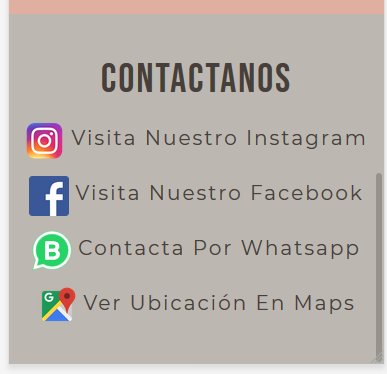 CONTACTANOS
Visita Nuestro Instagram
Visita Nuestro Facebook
Contacta Por Whatsapp
Ver Ubicación En Maps